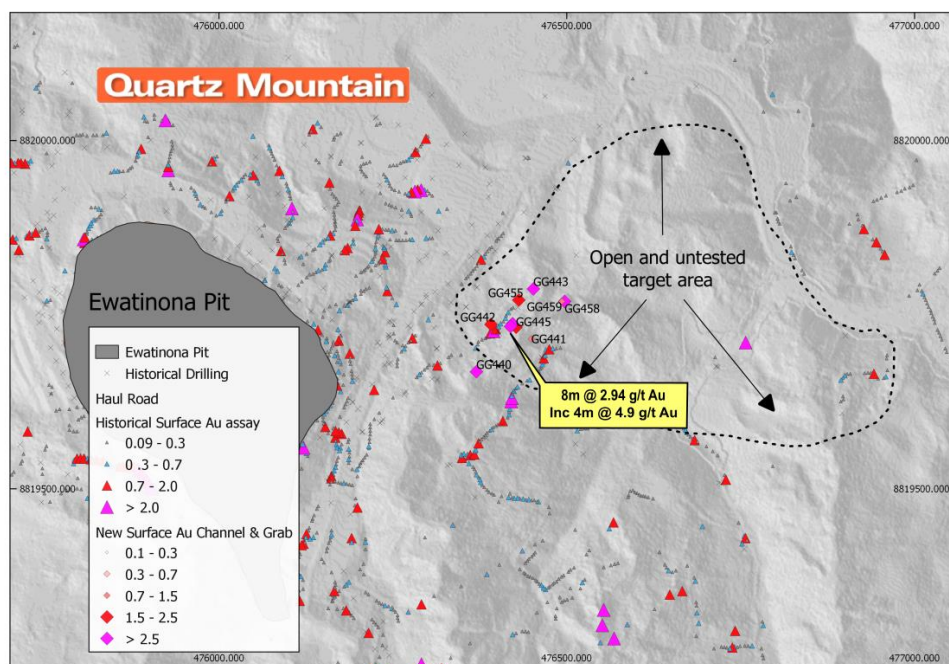 476000.000
476500.000
477000.000
Quartz Mountain
8820000.000
8820000.000
Open and untested
target area
GG443
GG455
GG459
GG458
GG442
GG445
GG441
GG440
Ewatinona Pit
8m @ 2.94 g/t Au
Inc 4m @ 4.9 g/t Au
Ewatinona Pit
Historical Drilling
Haul Road
Historical Surface Au assay
0.09 - 0.3
0.3 - 0.7
0.7 - 2.0
> 2.0
8819500.000
8819500.000
New Surface Au Channel & Grab
0.1 - 0.3
0.3 - 0.7
0.7 - 1.5
1.5 - 2.5
> 2.5
476000.000
476500.000
477000.000